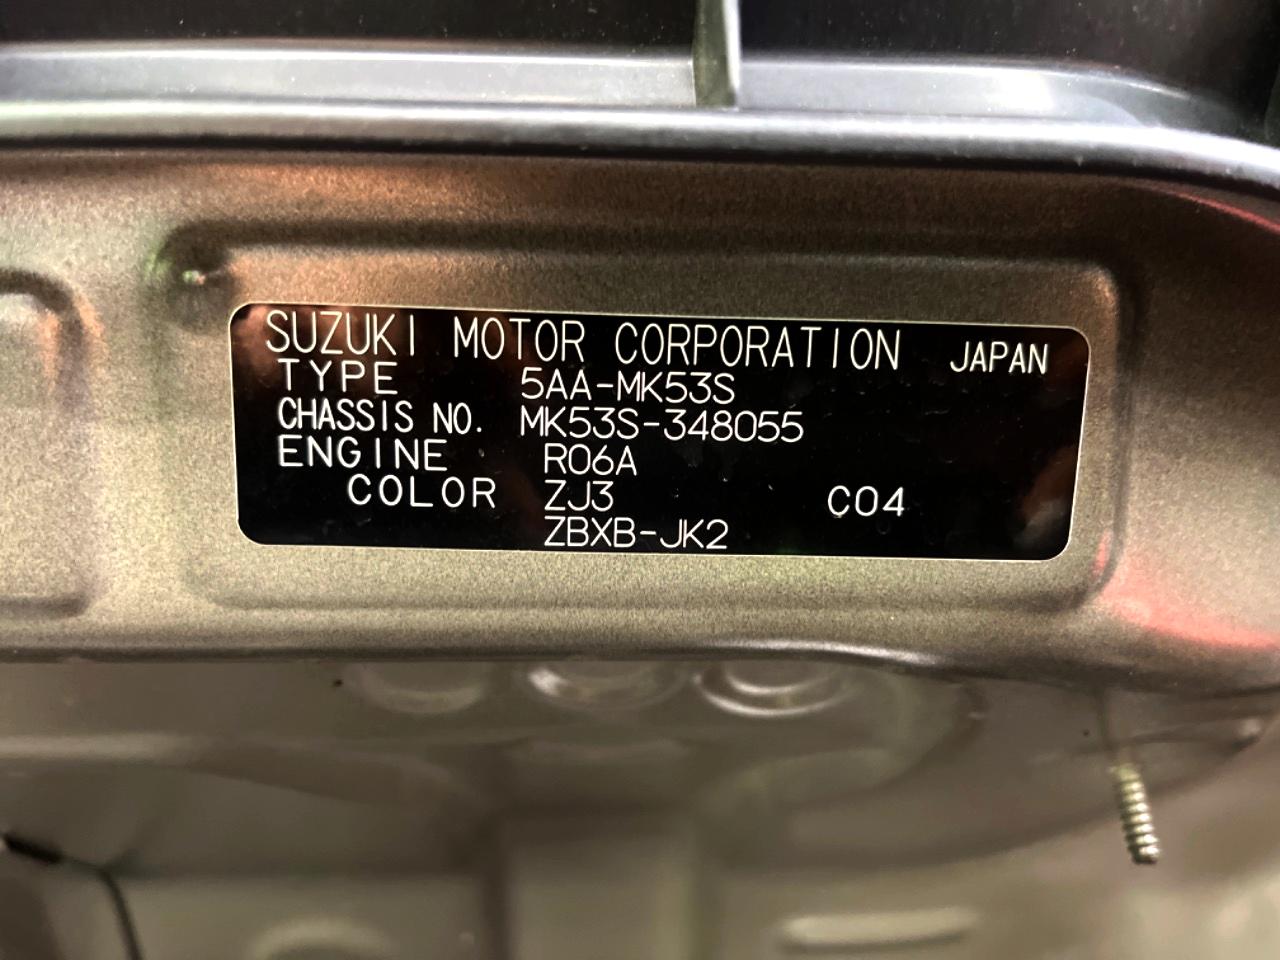 SUZUKI MOTOR CORPORATION JAPAN
TYPE 5AA-MK53S
CHASSIS NO. MK53S-348055
ENGINE R06A
COLOR ZJ3 C04
ZBXB-JK2